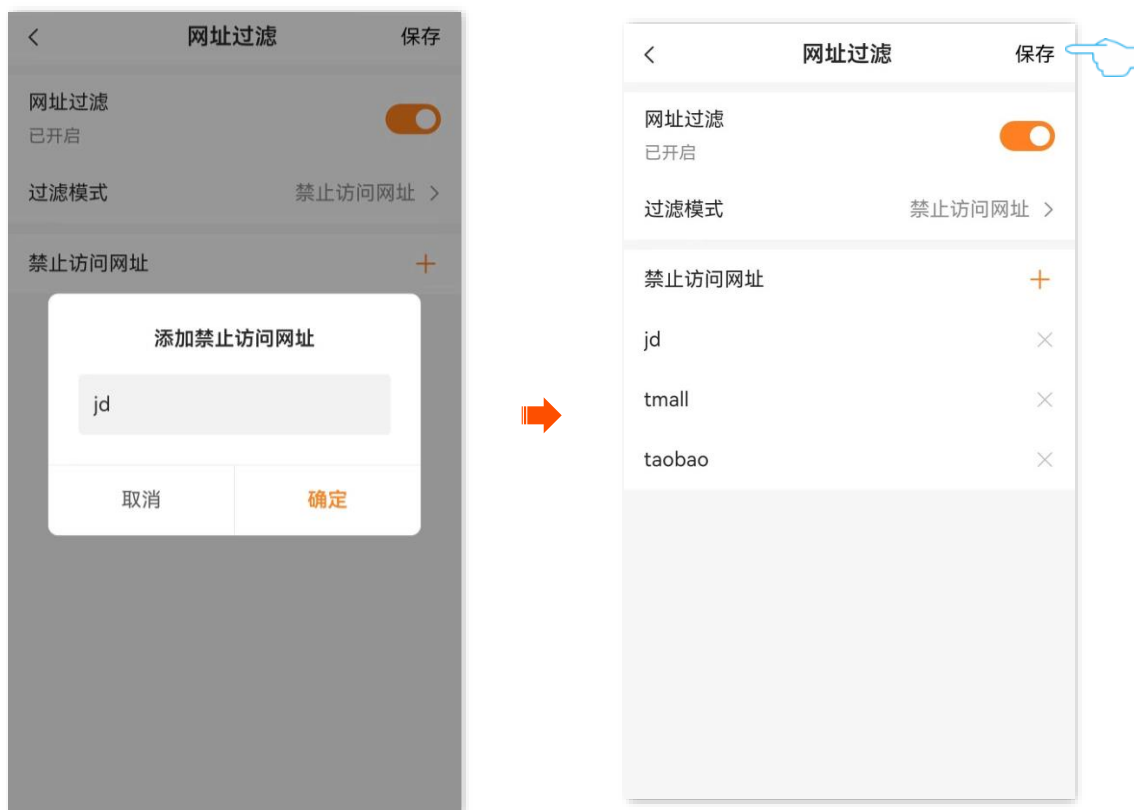 网址过滤
保存
网址过滤
已开启
过滤模式
禁止访问网址
禁止访问网址
添加禁止访问网址
jd
取消
确定
网址过滤
保存
网址过滤
已开启
过滤模式
禁止访问网址
禁止访问网址
jd
tmall
taobao